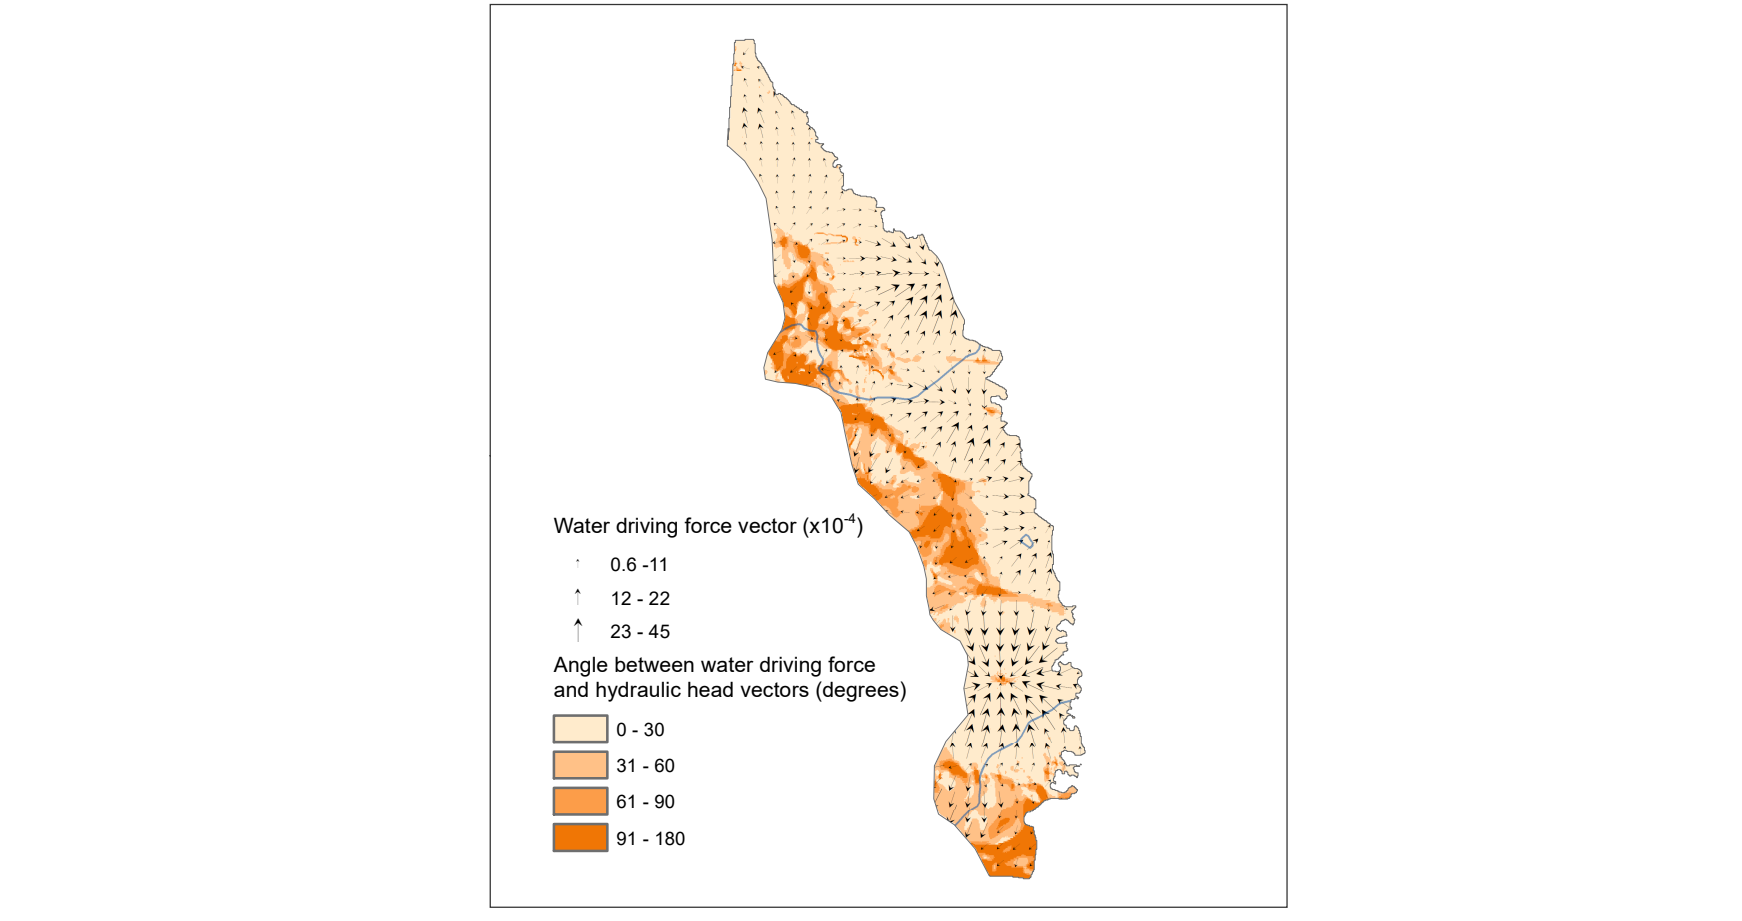 Water driving force vector (x10-4)
0.6 -11
12 - 22
23 - 45
Angle between water driving force
and hydraulic head vectors (degrees)
0 - 30
31 - 60
61 - 90
91 - 180